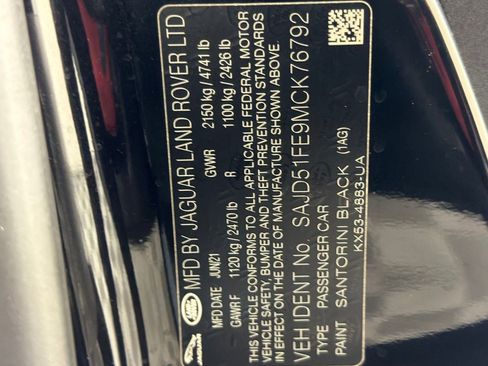 MFD BY JAGUAR LAND ROVER LTD
MFD DATE JUN/21 GVWR 2150 kg / 4741 lb
GAWR F 1120 kg / 2470 lb R 1100 kg / 2426 lb
THIS VEHICLE CONFORMS TO ALL APPLICABLE FEDERAL MOTOR
VEHICLE SAFETY, BUMPER AND THEFT PREVENTION STANDARDS
IN EFFECT ON THE DATE OF MANUFACTURE SHOWN ABOVE
VEH IDENT No SAJD51FE9MCK76792
TYPE PASSENGER CAR
PAINT SANTORINI BLACK (1AG)
KX53-4883-UA
JAGUAR